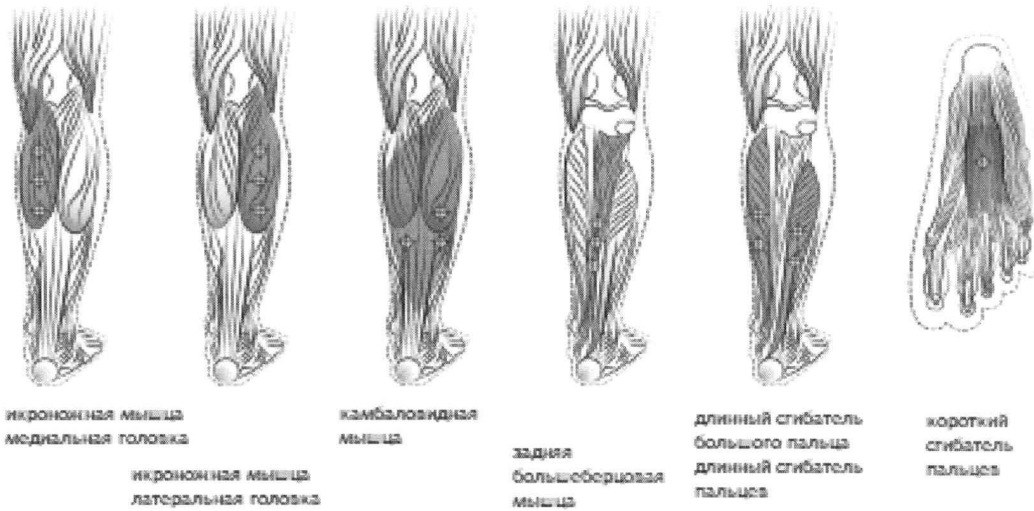 икроножная мышца
медиальная головка
икроножная мышца
латеральная головка
камбаловидная
мышца
задняя
большеберцовая
мышца
длинный сгибатель
большого пальца
длинный сгибатель
пальцев
короткий
сгибатель
пальцев